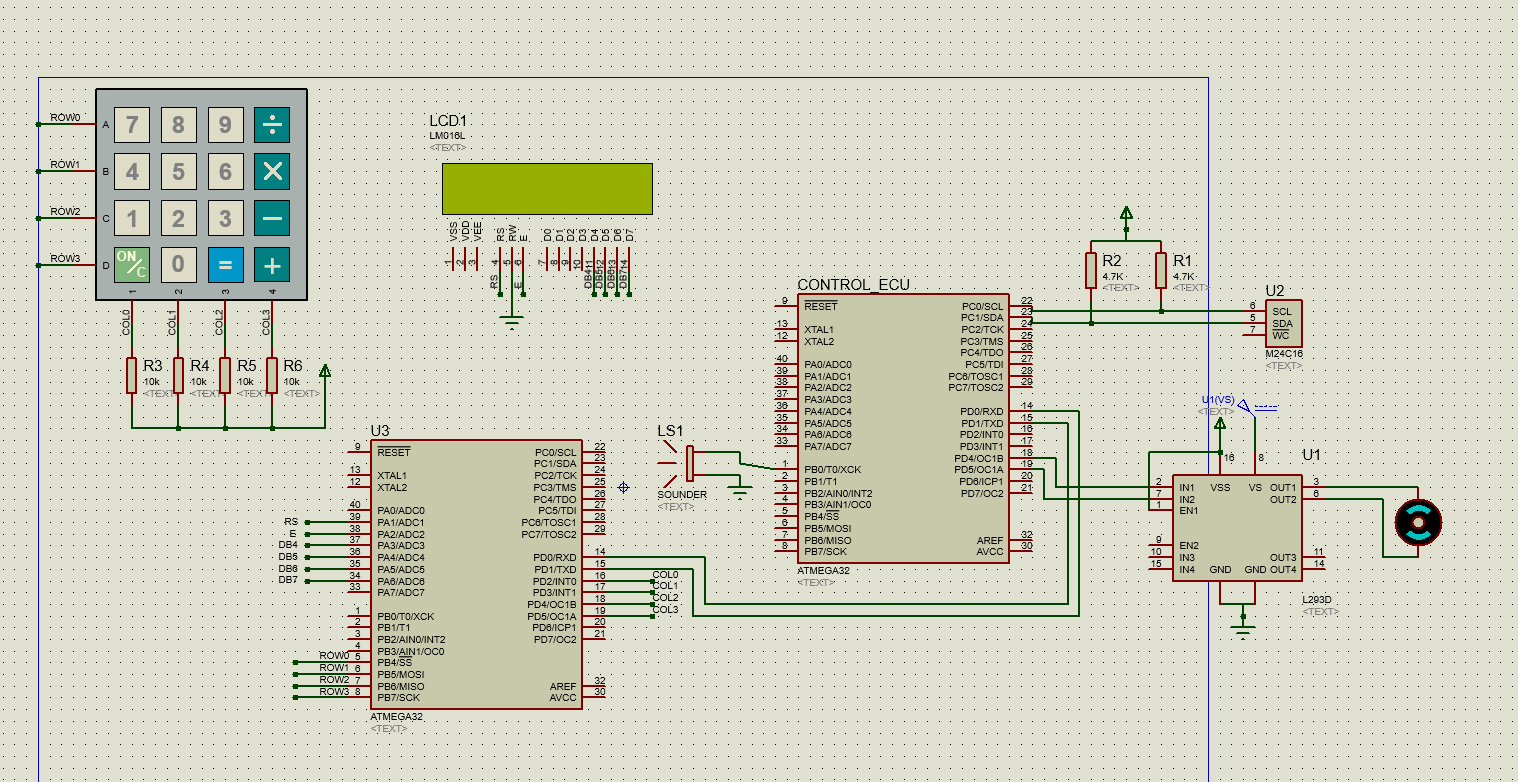 ROW0
A
7
8
9
÷
ROW1
B
4
5
6
×
ROW2
C
1
2
3
−
ROW3
D
ON/C
0
=
+
1
2
3
4
COL0
COL1
COL2
COL3
R3
10k
<TEXT>
R4
10k
<TEXT>
R5
10k
<TEXT>
R6
10k
<TEXT>
LCD1
LM016L
<TEXT>
VSS
VDD
VEE
RS
RW
E
D0
D1
D2
D3
D4
D5
D6
D7
1
2
3
4
5
6
7
8
9
10
11
12
13
14
RS
E
DB4
DB5
DB6
DB7
U3
9 RESET
13 XTAL1
12 XTAL2
40 PA0/ADC0
RS 39 PA1/ADC1
E 38 PA2/ADC2
DB4 37 PA3/ADC3
DB5 36 PA4/ADC4
DB6 35 PA5/ADC5
DB7 34 PA6/ADC6
33 PA7/ADC7
1 PB0/T0/XCK
2 PB1/T1
3 PB2/AIN0/INT2
4 PB3/AIN1/OC0
ROW0 5 PB4/SS
ROW1 6 PB5/MOSI
ROW2 7 PB6/MISO
ROW3 8 PB7/SCK
PC0/SCL 22
PC1/SDA 23
PC2/TCK 24
PC3/TMS 25
PC4/TDO 26
PC5/TDI 27
PC6/TOSC1 28
PC7/TOSC2 29
PD0/RXD 14
PD1/TXD 15
PD2/INT0 16 COL0
PD3/INT1 17 COL1
PD4/OC1B 18 COL2
PD5/OC1A 19 COL3
PD6/ICP1 20
PD7/OC2 21
AREF 32
AVCC 30
ATMEGA32
<TEXT>
LS1
SOUNDER
<TEXT>
CONTROL_ECU
9 RESET
13 XTAL1
12 XTAL2
40 PA0/ADC0
39 PA1/ADC1
38 PA2/ADC2
37 PA3/ADC3
36 PA4/ADC4
35 PA5/ADC5
34 PA6/ADC6
33 PA7/ADC7
1 PB0/T0/XCK
2 PB1/T1
3 PB2/AIN0/INT2
4 PB3/AIN1/OC0
5 PB4/SS
6 PB5/MOSI
7 PB6/MISO
8 PB7/SCK
PC0/SCL 22
PC1/SDA 23
PC2/TCK 24
PC3/TMS 25
PC4/TDO 26
PC5/TDI 27
PC6/TOSC1 28
PC7/TOSC2 29
PD0/RXD 14
PD1/TXD 15
PD2/INT0 16
PD3/INT1 17
PD4/OC1B 18
PD5/OC1A 19
PD6/ICP1 20
PD7/OC2 21
AREF 32
AVCC 30
ATMEGA32
<TEXT>
R2
4.7K
<TEXT>
R1
4.7K
<TEXT>
U2
6 SCL
5 SDA
7 WC
M24C16
<TEXT>
U1(VS)
<TEXT>
U1
16
8
2 IN1
7 IN2
1 EN1
9 EN2
10 IN3
15 IN4
VSS
VS
OUT1 3
OUT2 6
OUT3 11
OUT4 14
GND
GND
L293D
<TEXT>